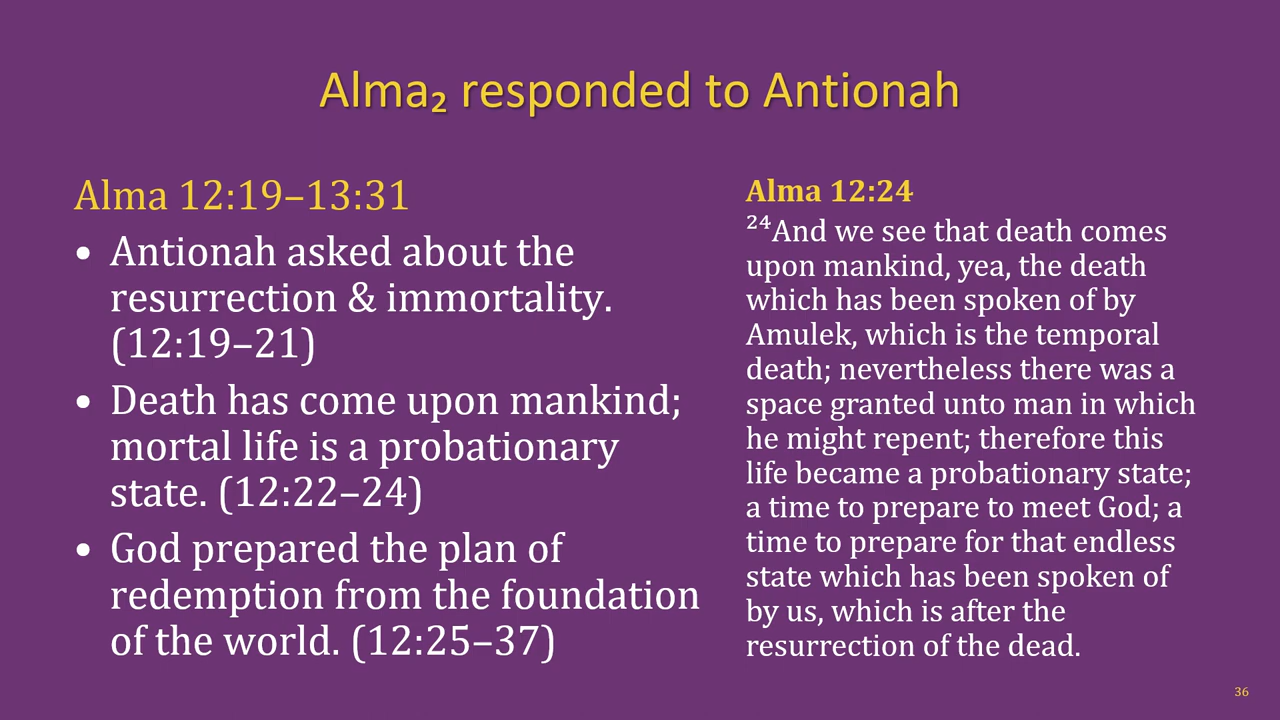 Alma₂ responded to Antionah
Alma 12:19–13:31
• Antionah asked about the
resurrection & immortality.
(12:19–21)
• Death has come upon mankind;
mortal life is a probationary
state. (12:22–24)
• God prepared the plan of
redemption from the foundation
of the world. (12:25–37)
Alma 12:24
²⁴And we see that death comes
upon mankind, yea, the death
which has been spoken of by
Amulek, which is the temporal
death; nevertheless there was a
space granted unto man in which
he might repent; therefore this
life became a probationary state;
a time to prepare to meet God; a
time to prepare for that endless
state which has been spoken of
by us, which is after the
resurrection of the dead.
36